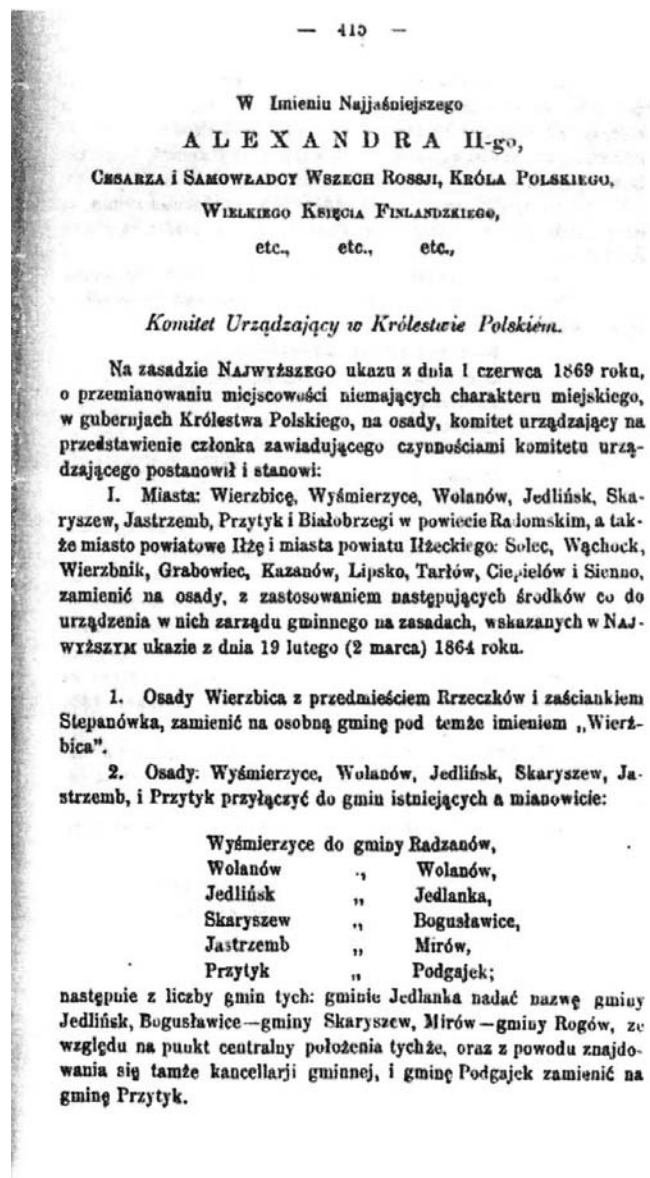 — 415 —
W Imieniu Najjaśniejszego
ALEXANDRA II-go,
Cesarza i Samowładcy Wszech Rossji, Króla Polskiego,
Wielkiego Księcia Finlandzkiego,
etc., etc., etc.,
Komitet Urządzający w Królestwie Polskiém.
Na zasadzie Najwyższego ukazu z dnia 1 czerwca 1869 roku,
o przemianowaniu miejscowości niemających charakteru miejskiego,
w gubernjach Królestwa Polskiego, na osady, komitet urządzający na
przedstawienie członka zawiadującego czynnościami komitetu urzą-
dzającego postanowił i stanowi:
I. Miasta: Wierzbicę, Wyśmierzyce, Wolanów, Jedlińsk, Ska-
ryszew, Jastrzemb, Przytyk i Białobrzegi w powiecie Radomskim, a tak-
że miasto powiatowe Iłżę i miasta powiatu Iłżeckiego: Solec, Wąchock,
Wierzbnik, Grabowiec, Kazanów, Lipsko, Tarłów, Ciepielów i Sienno,
zamienić na osady, z zastosowaniem następujących środków co do
urządzenia w nich zarządu gminnego na zasadach, wskazanych w Naj-
wyższym ukazie z dnia 19 lutego (2 marca) 1864 roku.
1. Osady Wierzbica z przedmieściem Rrzeczków i zaściankiem
Stepanówka, zamienić na osobną gminę pod temże imieniem „Wierż-
bica".
2. Osady: Wyśmierzyce, Wolanów, Jedlińsk, Skaryszew, Ja-
strzemb, i Przytyk przyłączyć do gmin istniejących a mianowicie:
Wyśmierzyce do gminy Radzanów,
Wolanów „ Wolanów,
Jedlińsk „ Jedlanka,
Skaryszew „ Bogusławice,
Jastrzemb „ Mirów,
Przytyk „ Podgajek;
następnie z liczby gmin tych: gminie Jedlanka nadać nazwę gminy
Jedlińsk, Bogusławice—gminy Skaryszew, Mirów—gminy Rogów, ze
względu na punkt centralny położenia tychże, oraz z powodu znajdo-
wania się tamże kancellarji gminnej, i gminę Podgajek zamienić na
gminę Przytyk.